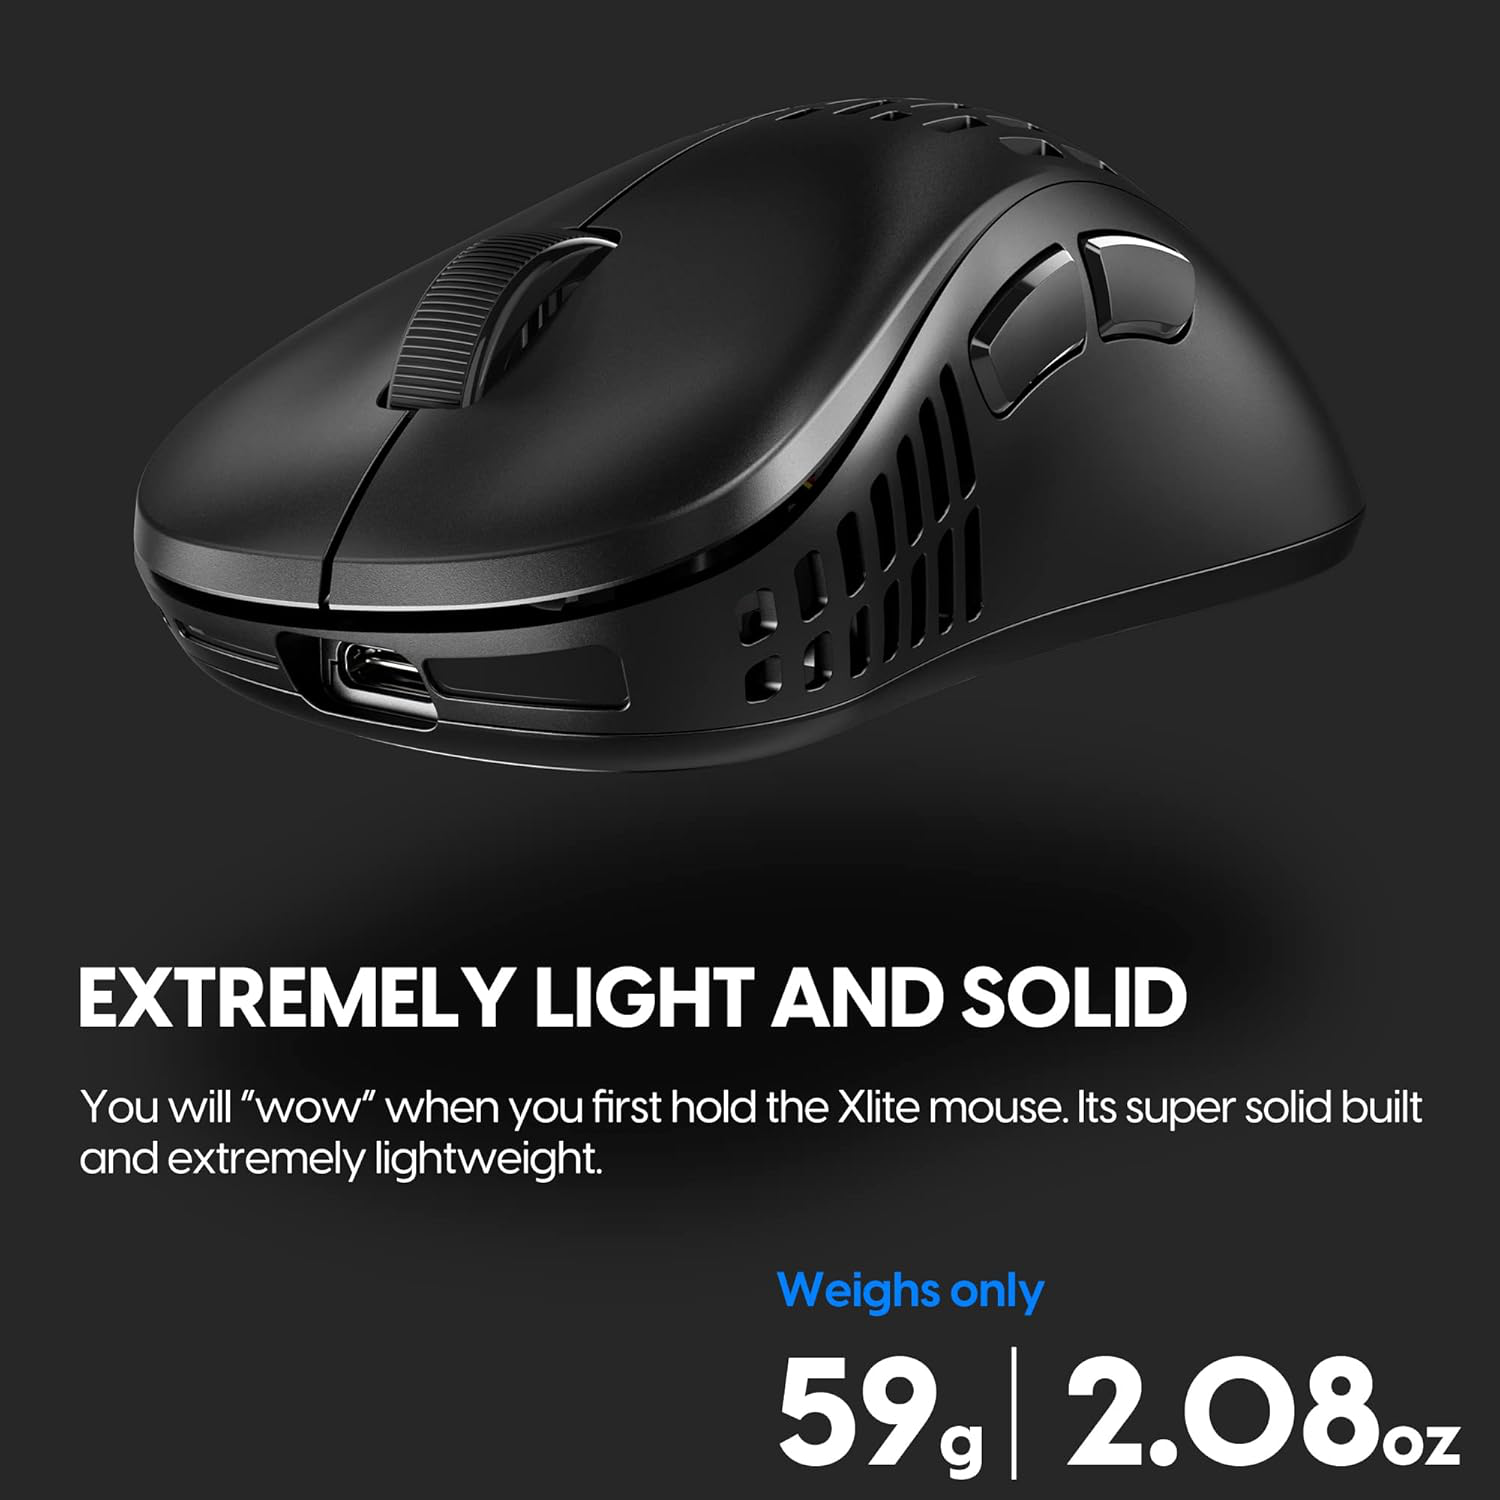 EXTREMELY LIGHT AND SOLID
You will “wow” when you first hold the Xlite mouse. Its super solid built
and extremely lightweight.
Weighs only
59g | 2.08oz